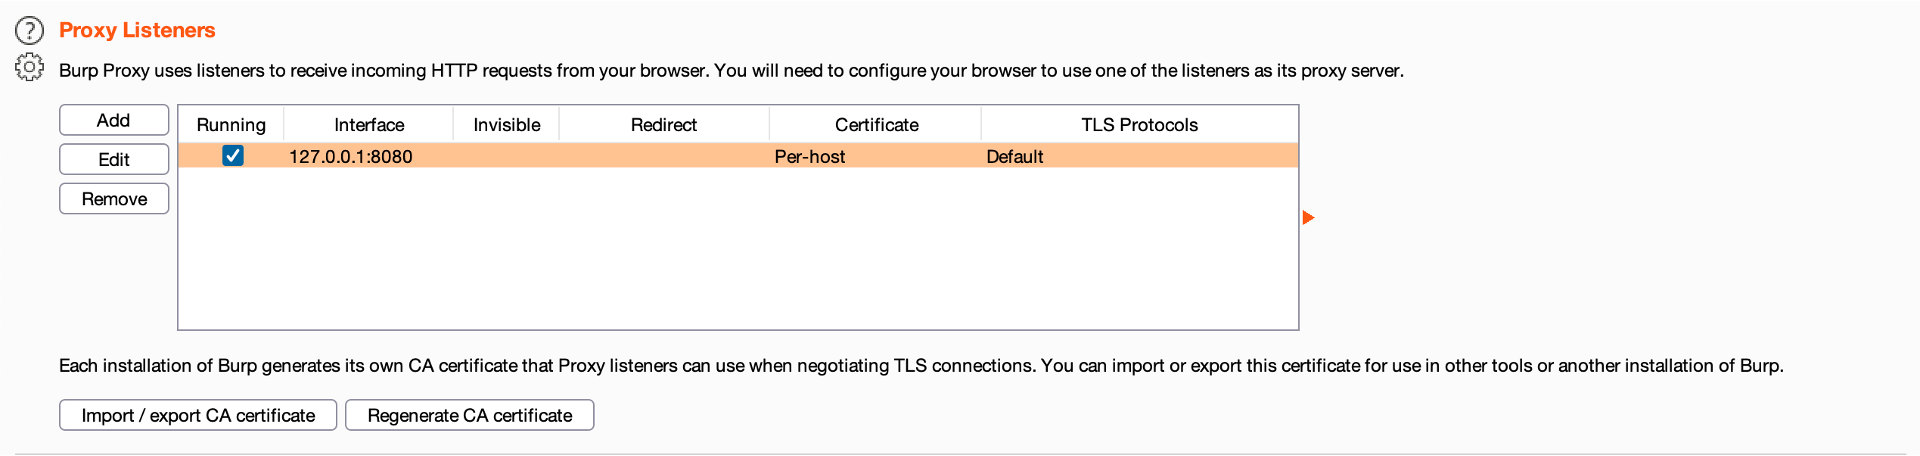 Proxy Listeners
Burp Proxy uses listeners to receive incoming HTTP requests from your browser. You will need to configure your browser to use one of the listeners as its proxy server.
Add
Edit
Remove
Running Interface Invisible Redirect Certificate TLS Protocols
127.0.0.1:8080 Per-host Default
Each installation of Burp generates its own CA certificate that Proxy listeners can use when negotiating TLS connections. You can import or export this certificate for use in other tools or another installation of Burp.
Import / export CA certificate Regenerate CA certificate